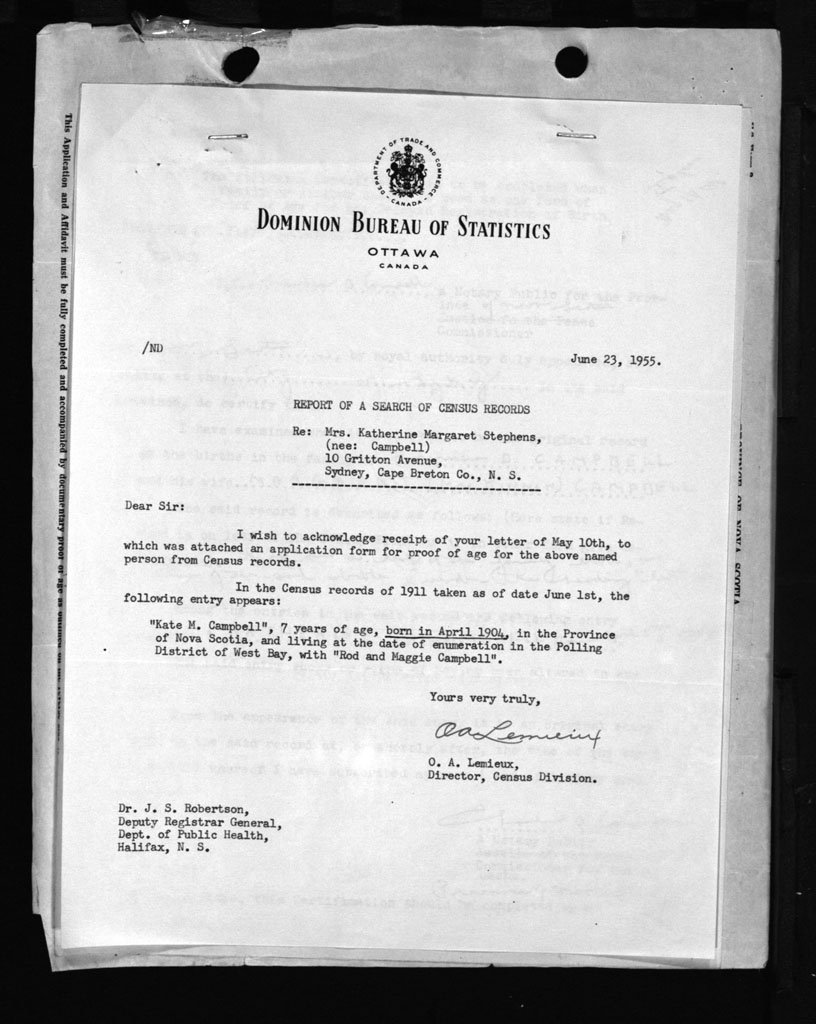 DEPARTMENT OF TRADE AND COMMERCE
CANADA
DOMINION BUREAU OF STATISTICS
OTTAWA
CANADA
/ND
June 23, 1955.
REPORT OF A SEARCH OF CENSUS RECORDS
Re: Mrs. Katherine Margaret Stephens,
(nee: Campbell)
10 Gritton Avenue,
Sydney, Cape Breton Co., N. S.
Dear Sir:
I wish to acknowledge receipt of your letter of May 10th, to
which was attached an application form for proof of age for the above named
person from Census records.
In the Census records of 1911 taken as of date June 1st, the
following entry appears:
"Kate M. Campbell", 7 years of age, born in April 1904, in the Province
of Nova Scotia, and living at the date of enumeration in the Polling
District of West Bay, with "Rod and Maggie Campbell".
Yours very truly,
OALemieux
O. A. Lemieux,
Director, Census Division.
Dr. J. S. Robertson,
Deputy Registrar General,
Dept. of Public Health,
Halifax, N. S.
This Application and Affidavit must be fully completed and accompanied by documentary proof of age as
OF NOVA SCOTIA